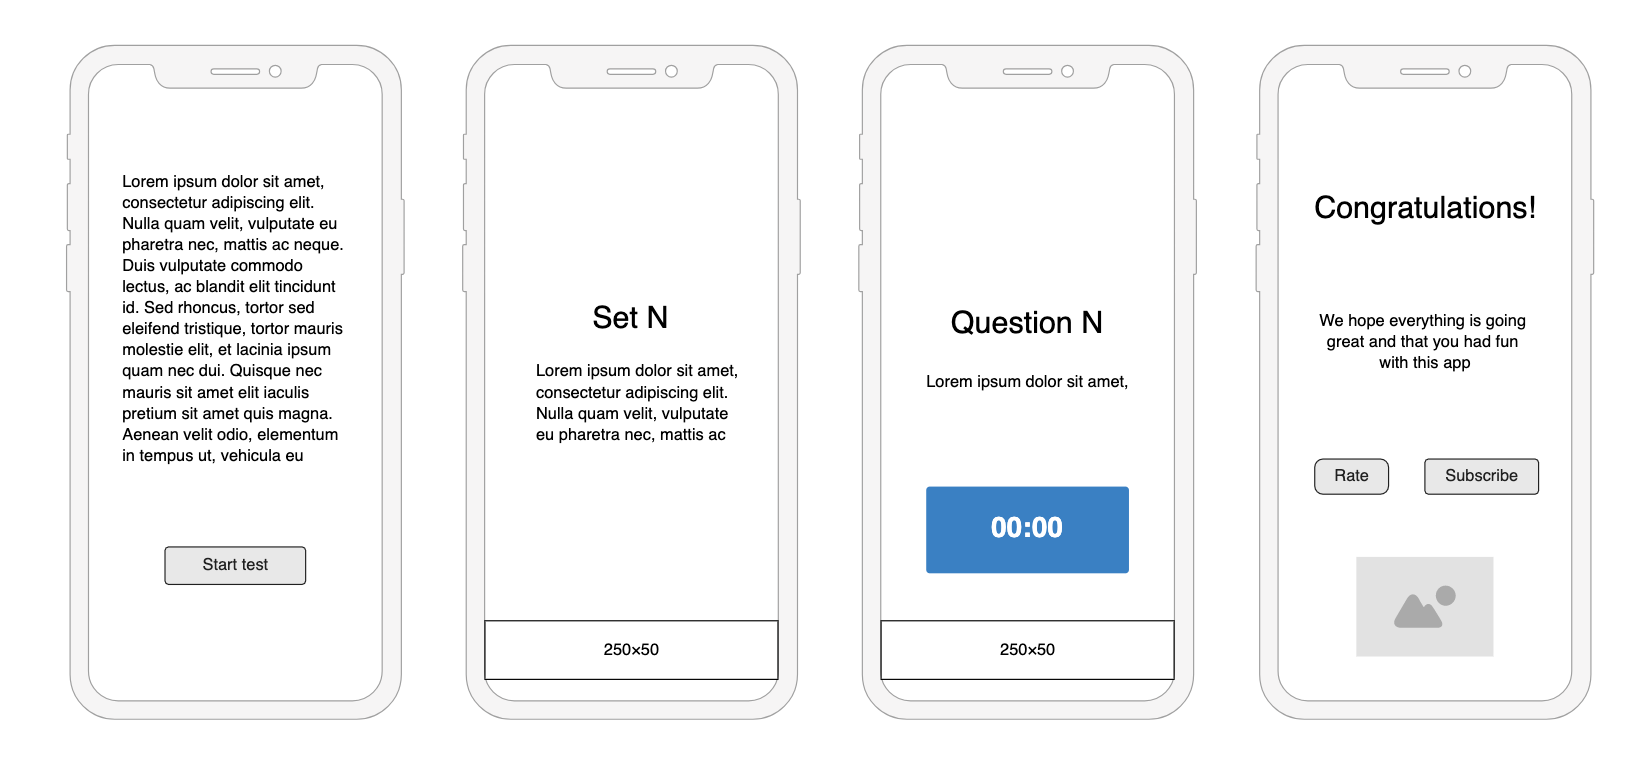 Lorem ipsum dolor sit amet,
consectetur adipiscing elit.
Nulla quam velit, vulputate eu
pharetra nec, mattis ac neque.
Duis vulputate commodo
lectus, ac blandit elit tincidunt
id. Sed rhoncus, tortor sed
eleifend tristique, tortor mauris
molestie elit, et lacinia ipsum
quam nec dui. Quisque nec
mauris sit amet elit iaculis
pretium sit amet quis magna.
Aenean velit odio, elementum
in tempus ut, vehicula eu
Start test
Set N
Lorem ipsum dolor sit amet,
consectetur adipiscing elit.
Nulla quam velit, vulputate
eu pharetra nec, mattis ac
250×50
Question N
Lorem ipsum dolor sit amet,
00:00
250×50
Congratulations!
We hope everything is going
great and that you had fun
with this app
Rate
Subscribe